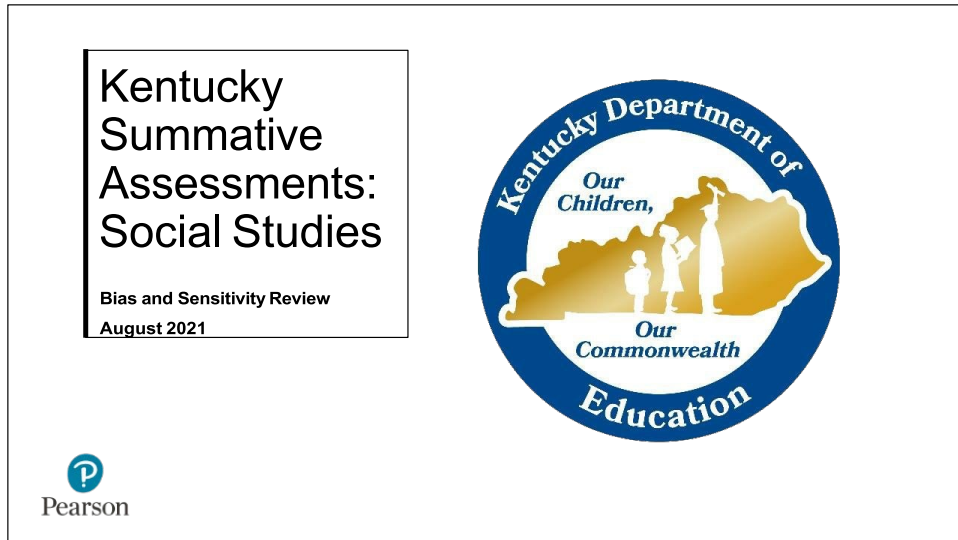 Kentucky
Summative
Assessments:
Social Studies
Bias and Sensitivity Review
August 2021
Kentucky Department of
Our
Children,
Our
Commonwealth
Education
Pearson